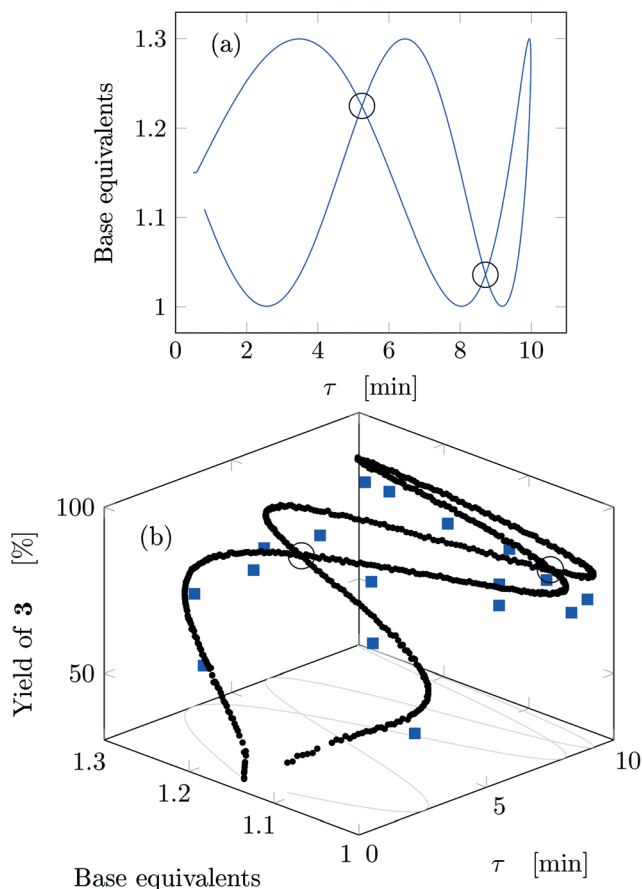 1.3
(a)
1.2
1.1
1
Base equivalents
0 2 4 6 8 10
τ [min]
100
(b)
50
Yield of 3 [%]
1.3
1.2
1.1
1
0
5
10
Base equivalents
τ [min]